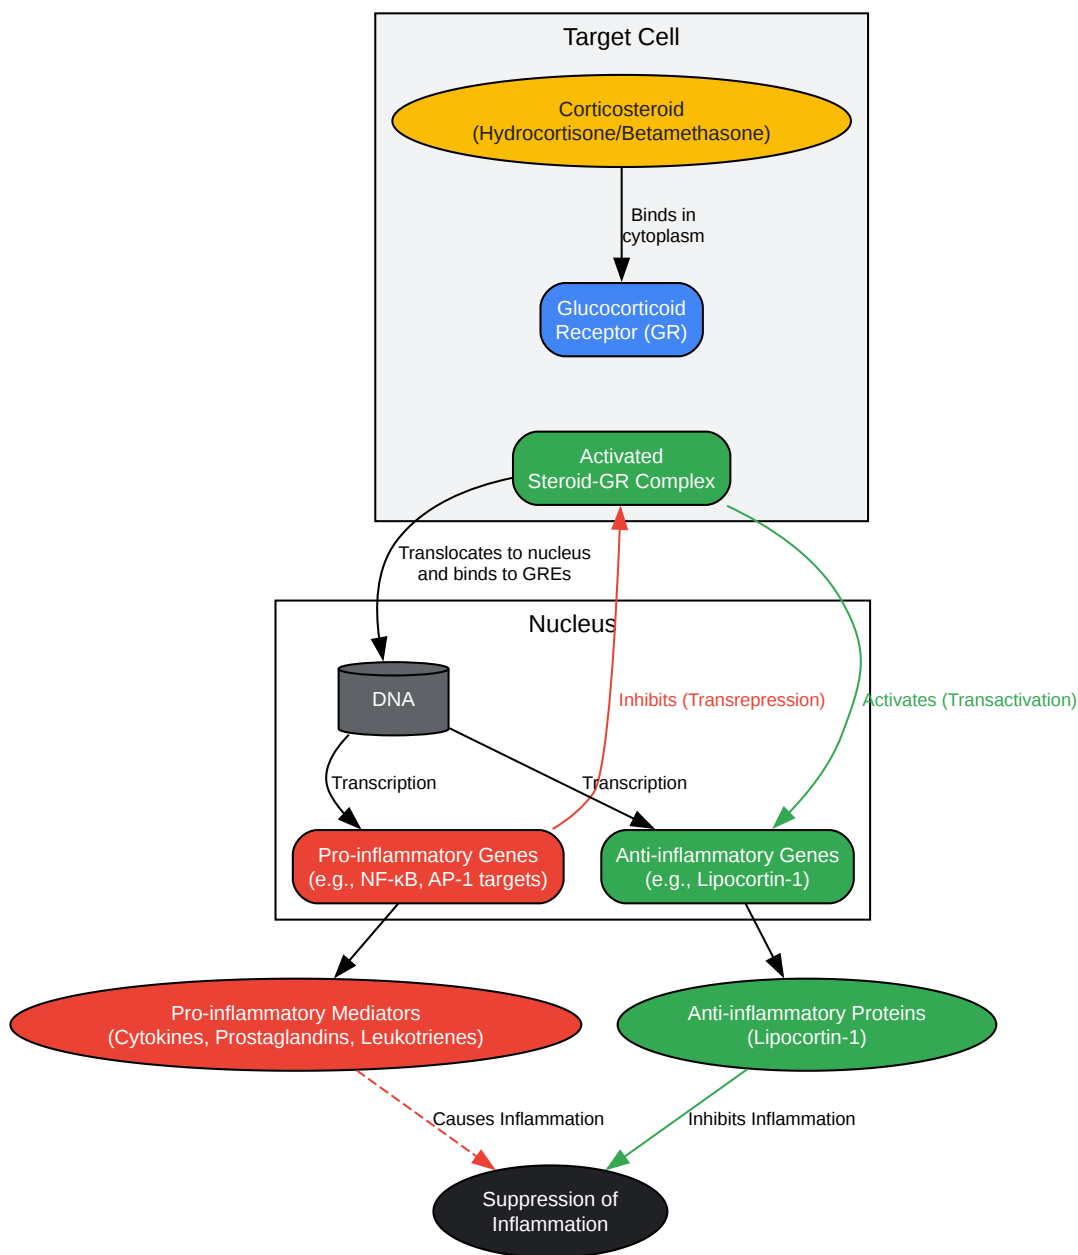 Target Cell
Corticosteroid
(Hydrocortisone/Betamethasone)
Binds in
cytoplasm
Glucocorticoid
Receptor (GR)
Activated
Steroid-GR Complex
Translocates to nucleus
and binds to GREs
Nucleus
DNA
Inhibits (Transrepression)
Activates (Transactivation)
Transcription
Transcription
Pro-inflammatory Genes
(e.g., NF-κB, AP-1 targets)
Anti-inflammatory Genes
(e.g., Lipocortin-1)
Pro-inflammatory Mediators
(Cytokines, Prostaglandins, Leukotrienes)
Anti-inflammatory Proteins
(Lipocortin-1)
Causes Inflammation
Inhibits Inflammation
Suppression of
Inflammation